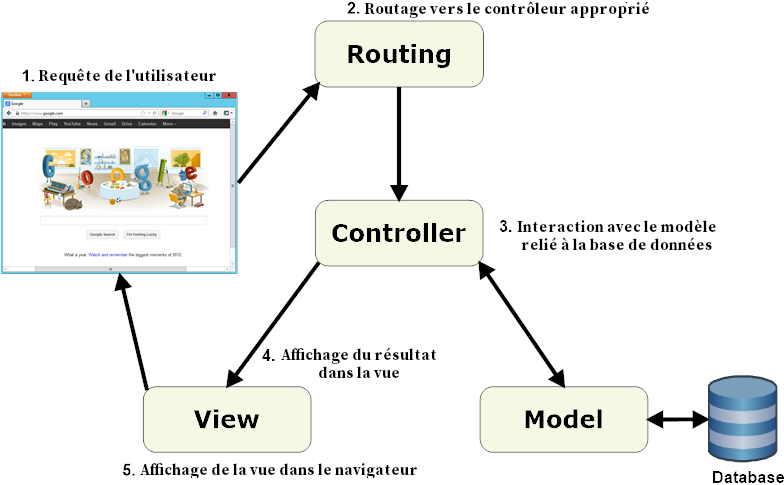 2. Routage vers le contrôleur approprié
Routing
1. Requête de l'utilisateur
Firefox
Google
https://www.google.com
Google
Images Maps Play YouTube News Gmail Drive Calendar More
Google
Google Search I'm Feeling Lucky
What a year. Watch and remember the biggest moments of 2012
Controller
3. Interaction avec le modèle
relié à la base de données
4. Affichage du résultat
dans la vue
View
Model
5. Affichage de la vue dans le navigateur
Database